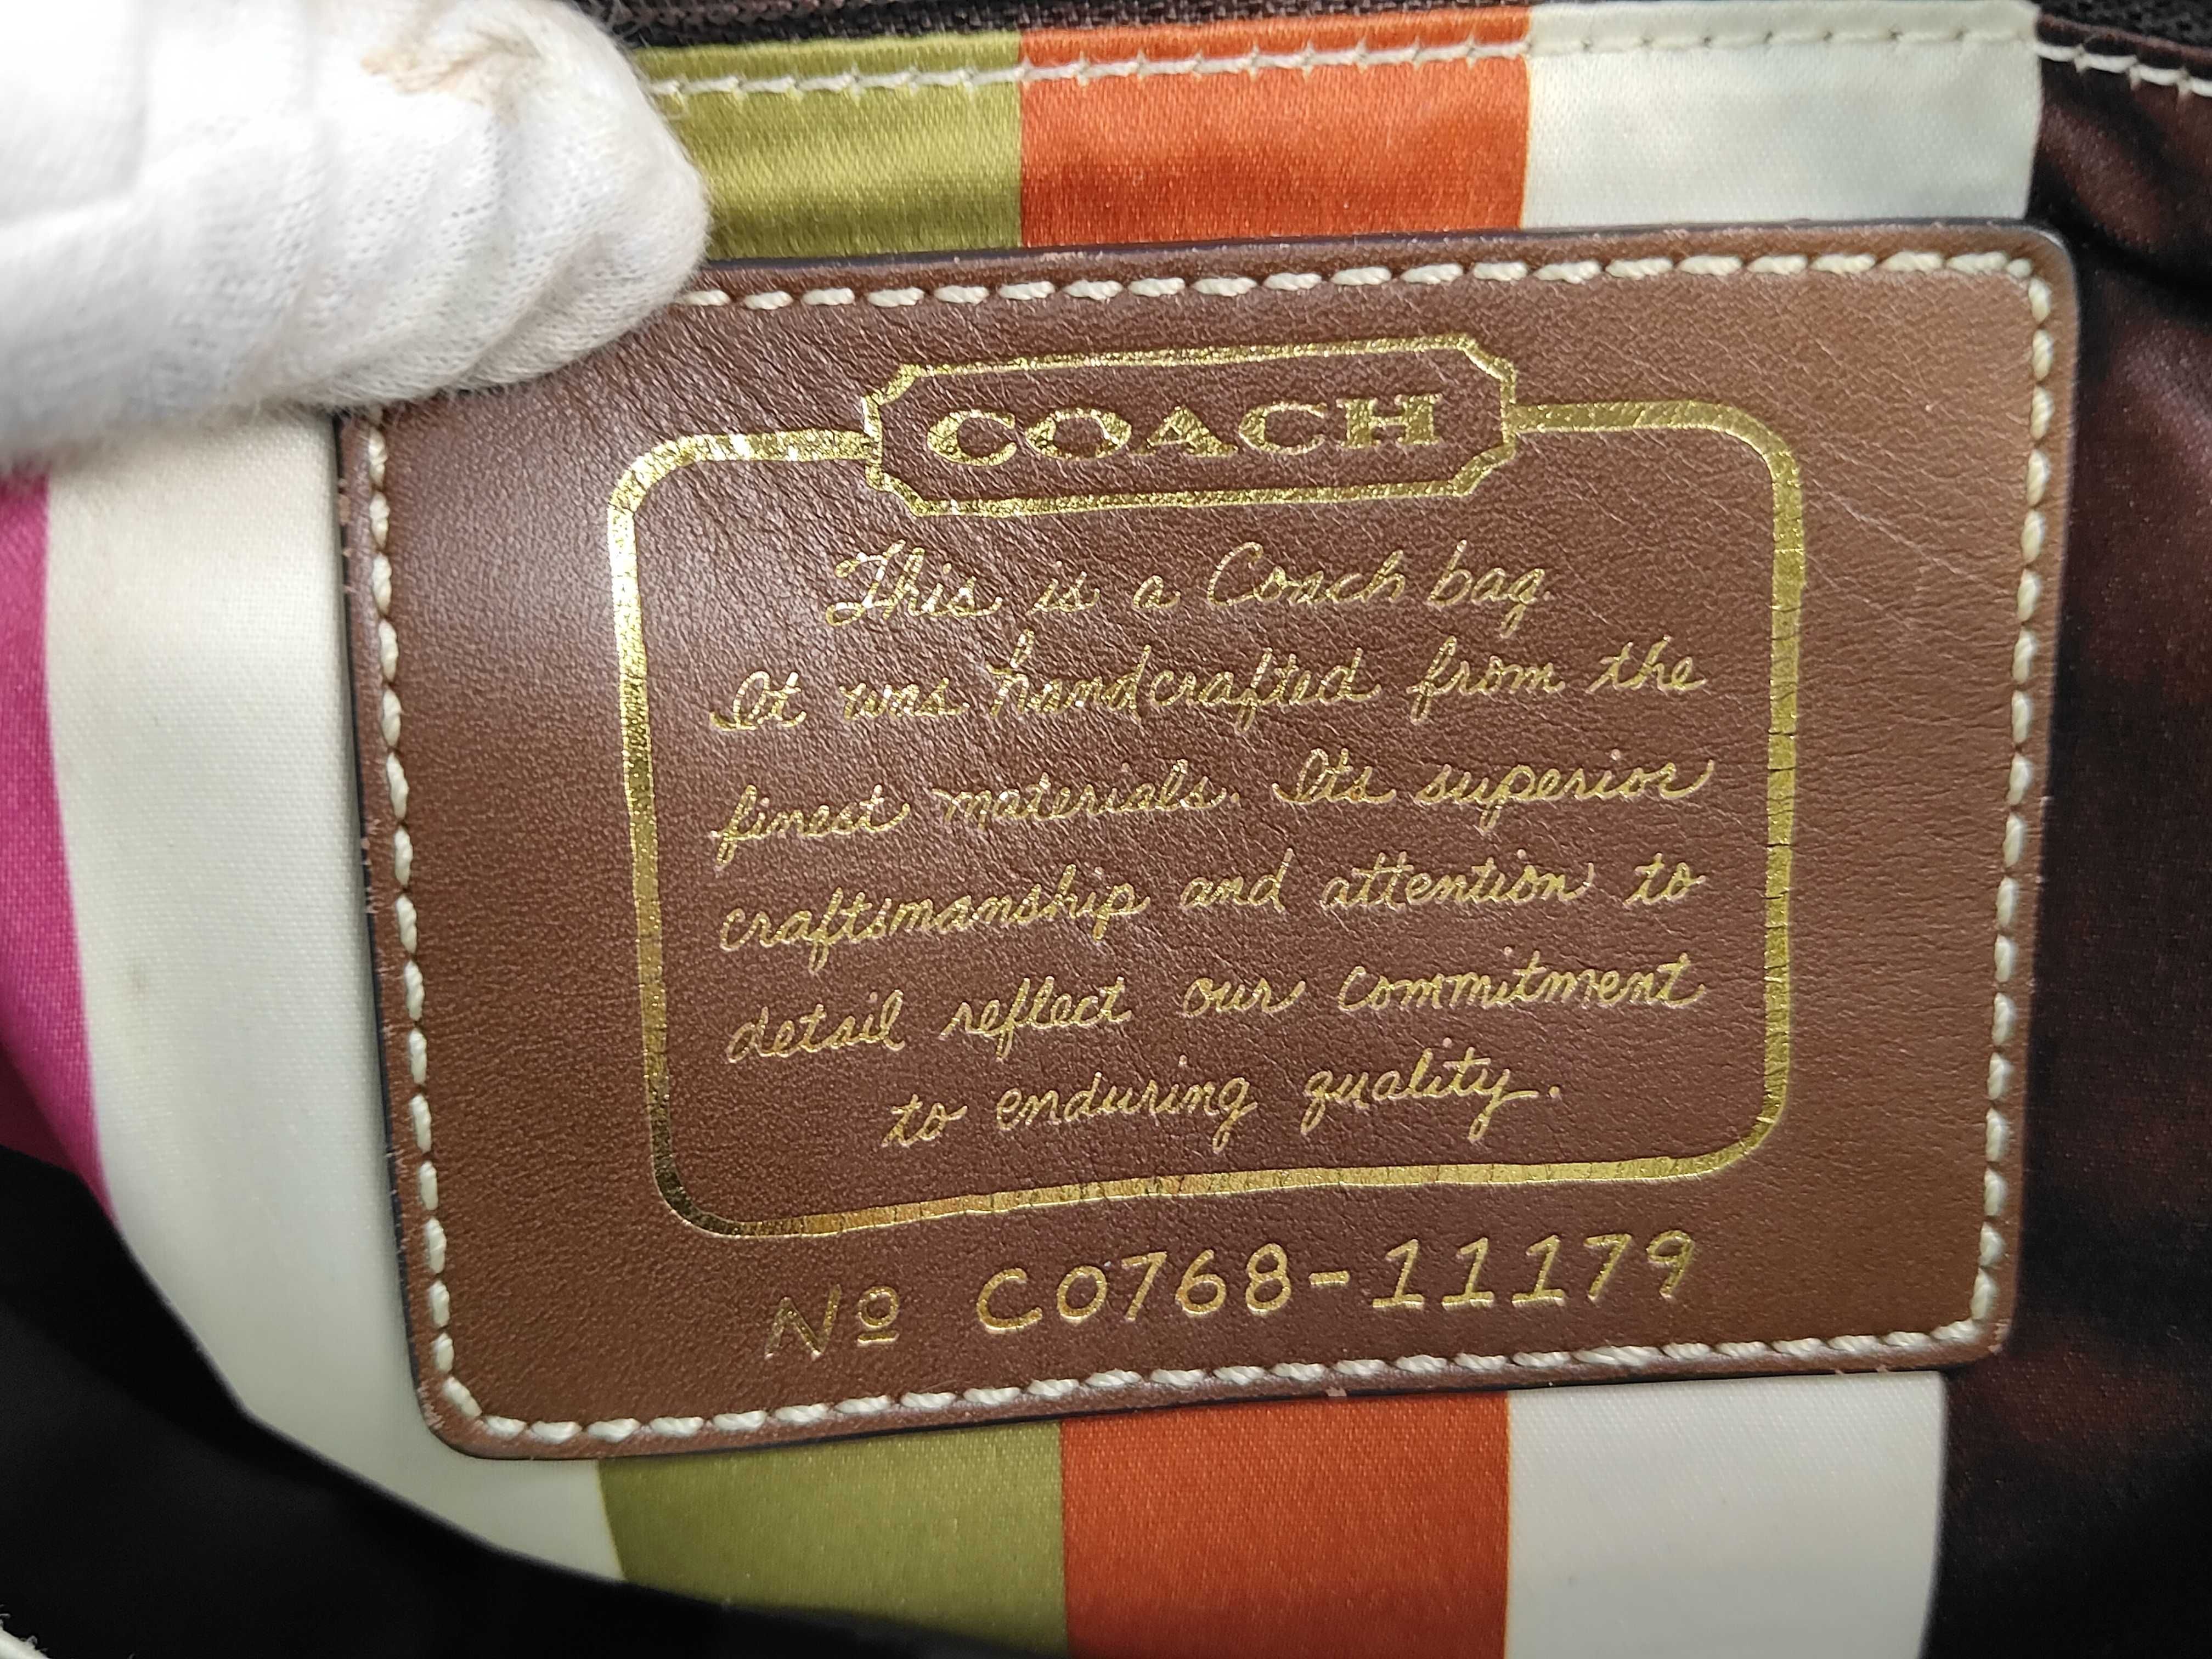 COACH
This is a Coach bag.
It was handcrafted from the
finest materials. Its superior
craftsmanship and attention to
detail reflect our commitment
to enduring quality.
Nº C0768-11179